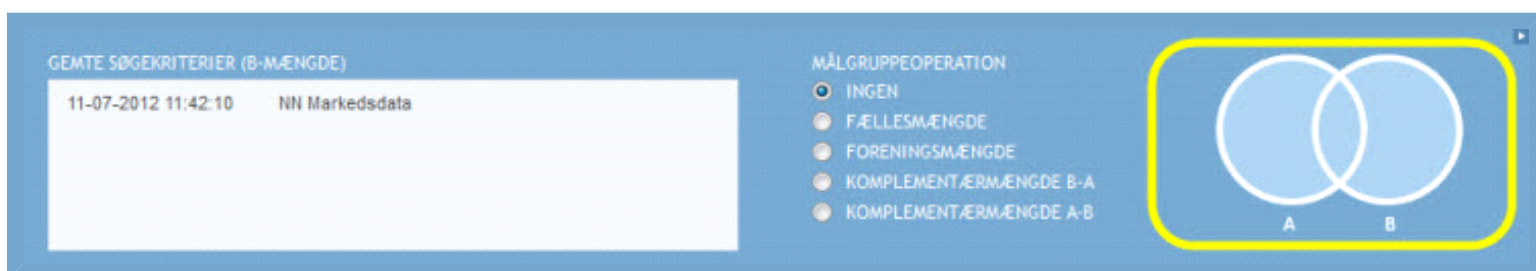 GEMTE SØGEKRITERIER (B-MÆNGDE)
11-07-2012 11:42:10 NN Markedsdata
MÅLGRUPPEOPERATION
INGEN
FÆLLESMÆNGDE
FORENINGSMÆNGDE
KOMPLEMENTÆRMÆNGDE B-A
KOMPLEMENTÆRMÆNGDE A-B
A B